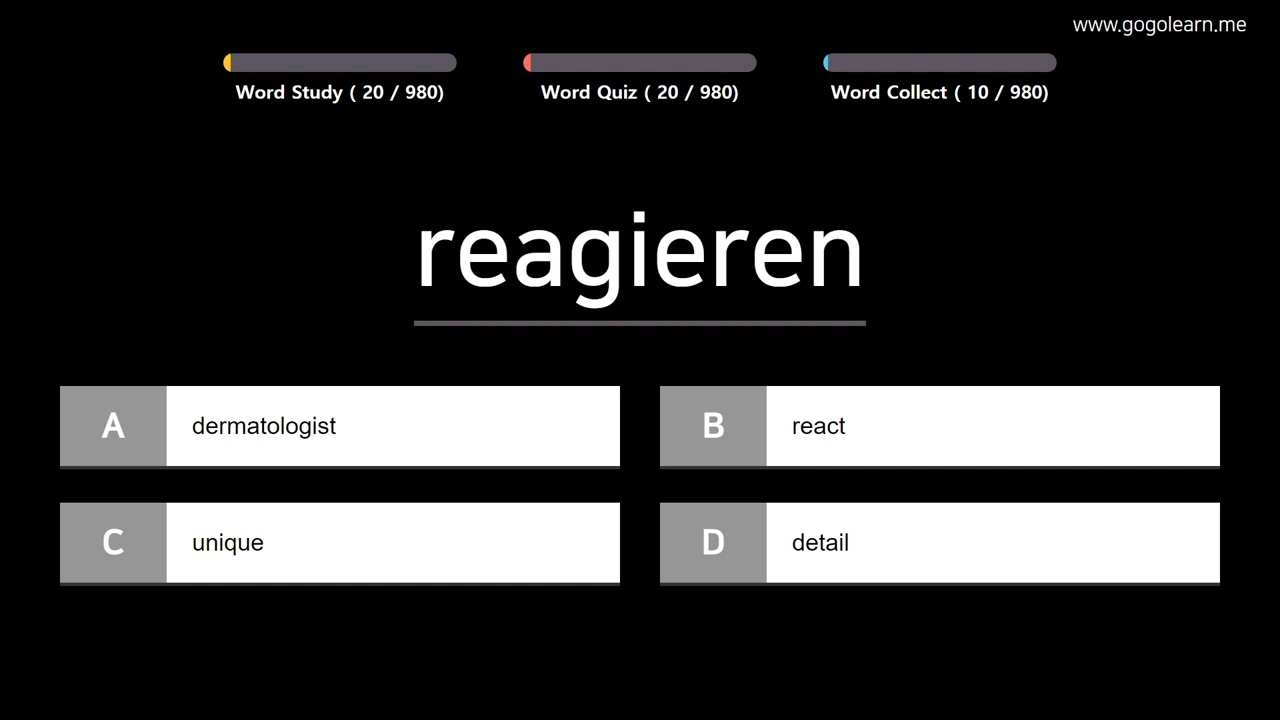 www.gogolearn.me
Word Study ( 20 / 980)
Word Quiz ( 20 / 980)
Word Collect ( 10 / 980)
reagieren
A dermatologist
B react
C unique
D detail